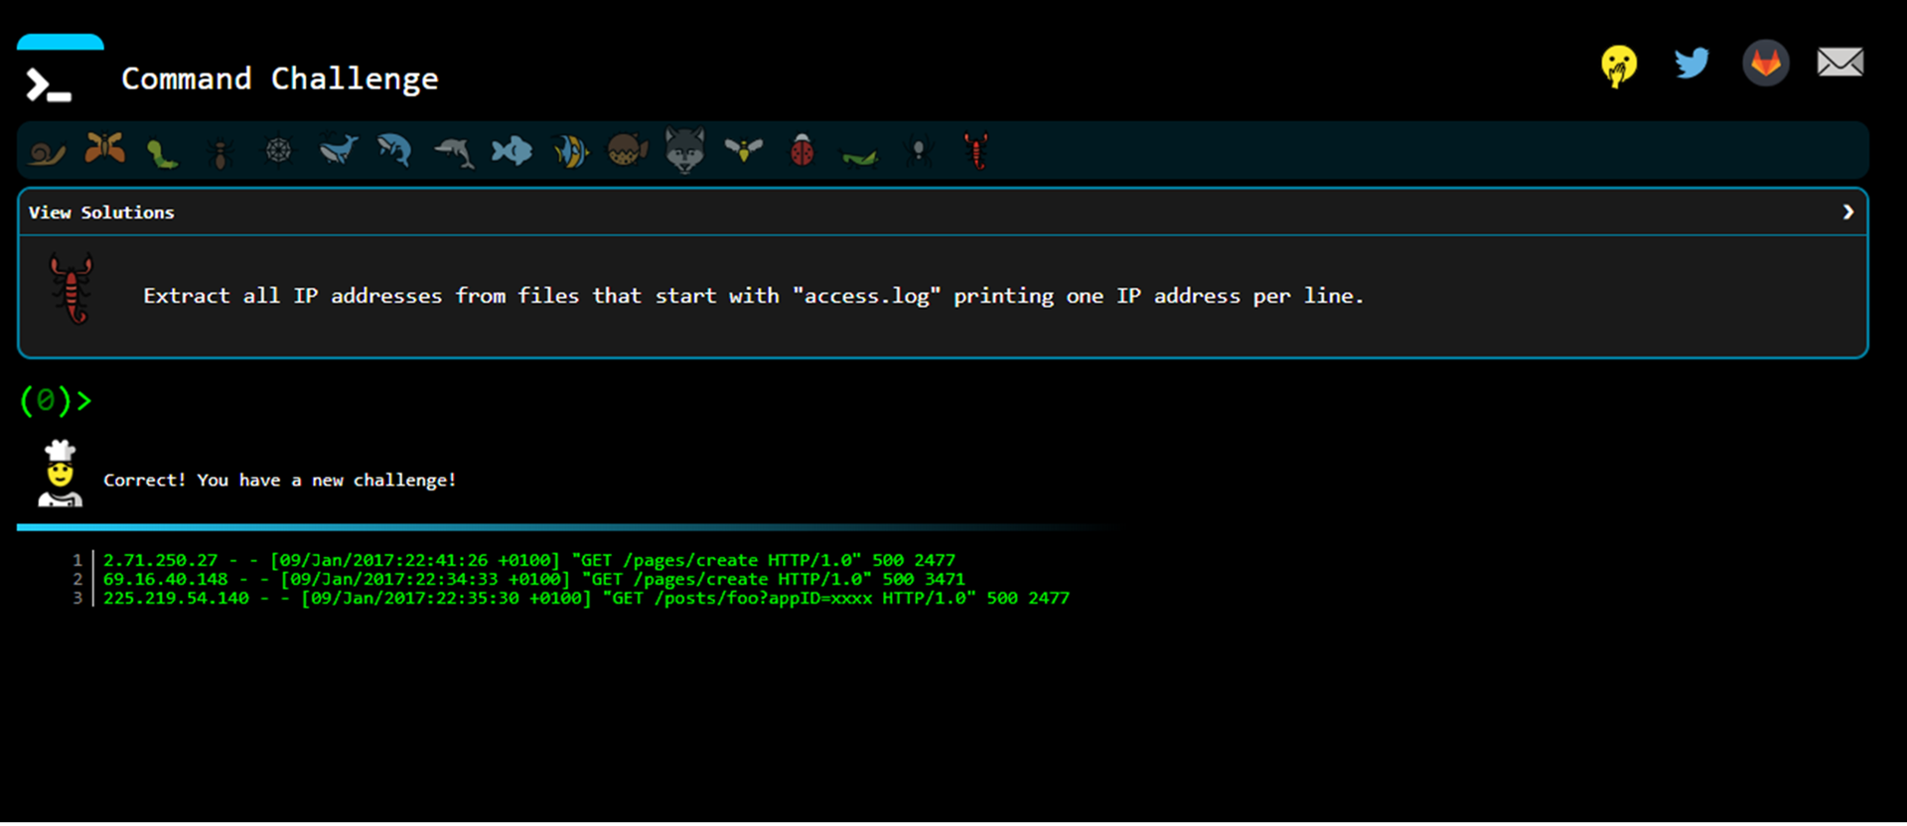 Command Challenge
View Solutions
Extract all IP addresses from files that start with "access.log" printing one IP address per line.
(0)>
Correct! You have a new challenge!
1 2.71.250.27 - - [09/Jan/2017:22:41:26 +0100] "GET /pages/create HTTP/1.0" 500 2477
2 69.16.40.148 - - [09/Jan/2017:22:34:33 +0100] "GET /pages/create HTTP/1.0" 500 3471
3 225.219.54.140 - - [09/Jan/2017:22:35:30 +0100] "GET /posts/foo?appID=xxxx HTTP/1.0" 500 2477